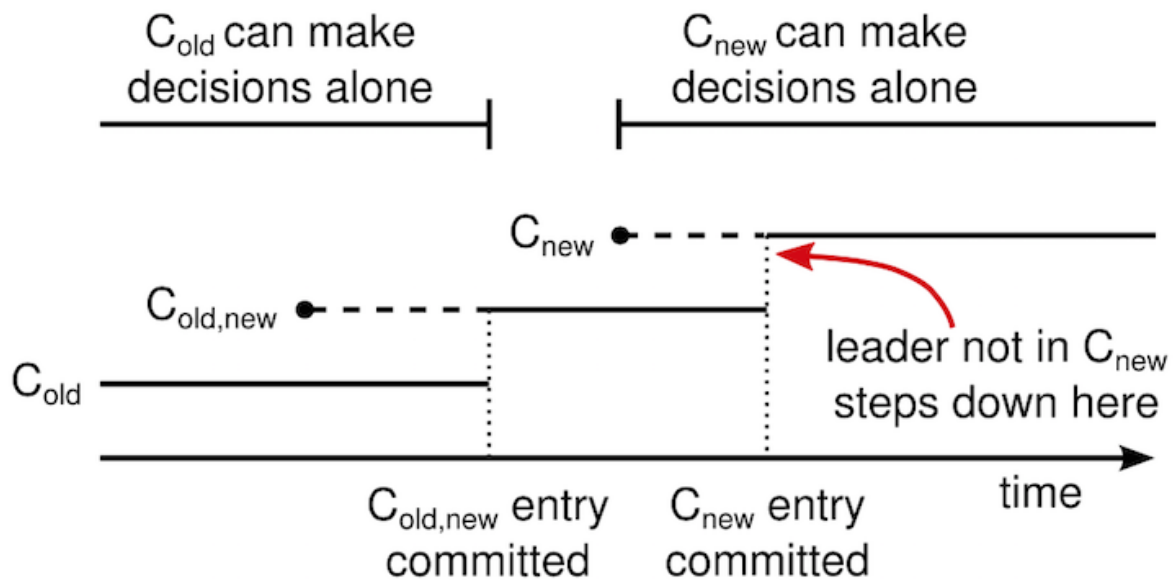 C_old can make
decisions alone
C_new can make
decisions alone
C_new
C_old,new
C_old
leader not in C_new
steps down here
time
C_old,new entry
committed
C_new entry
committed